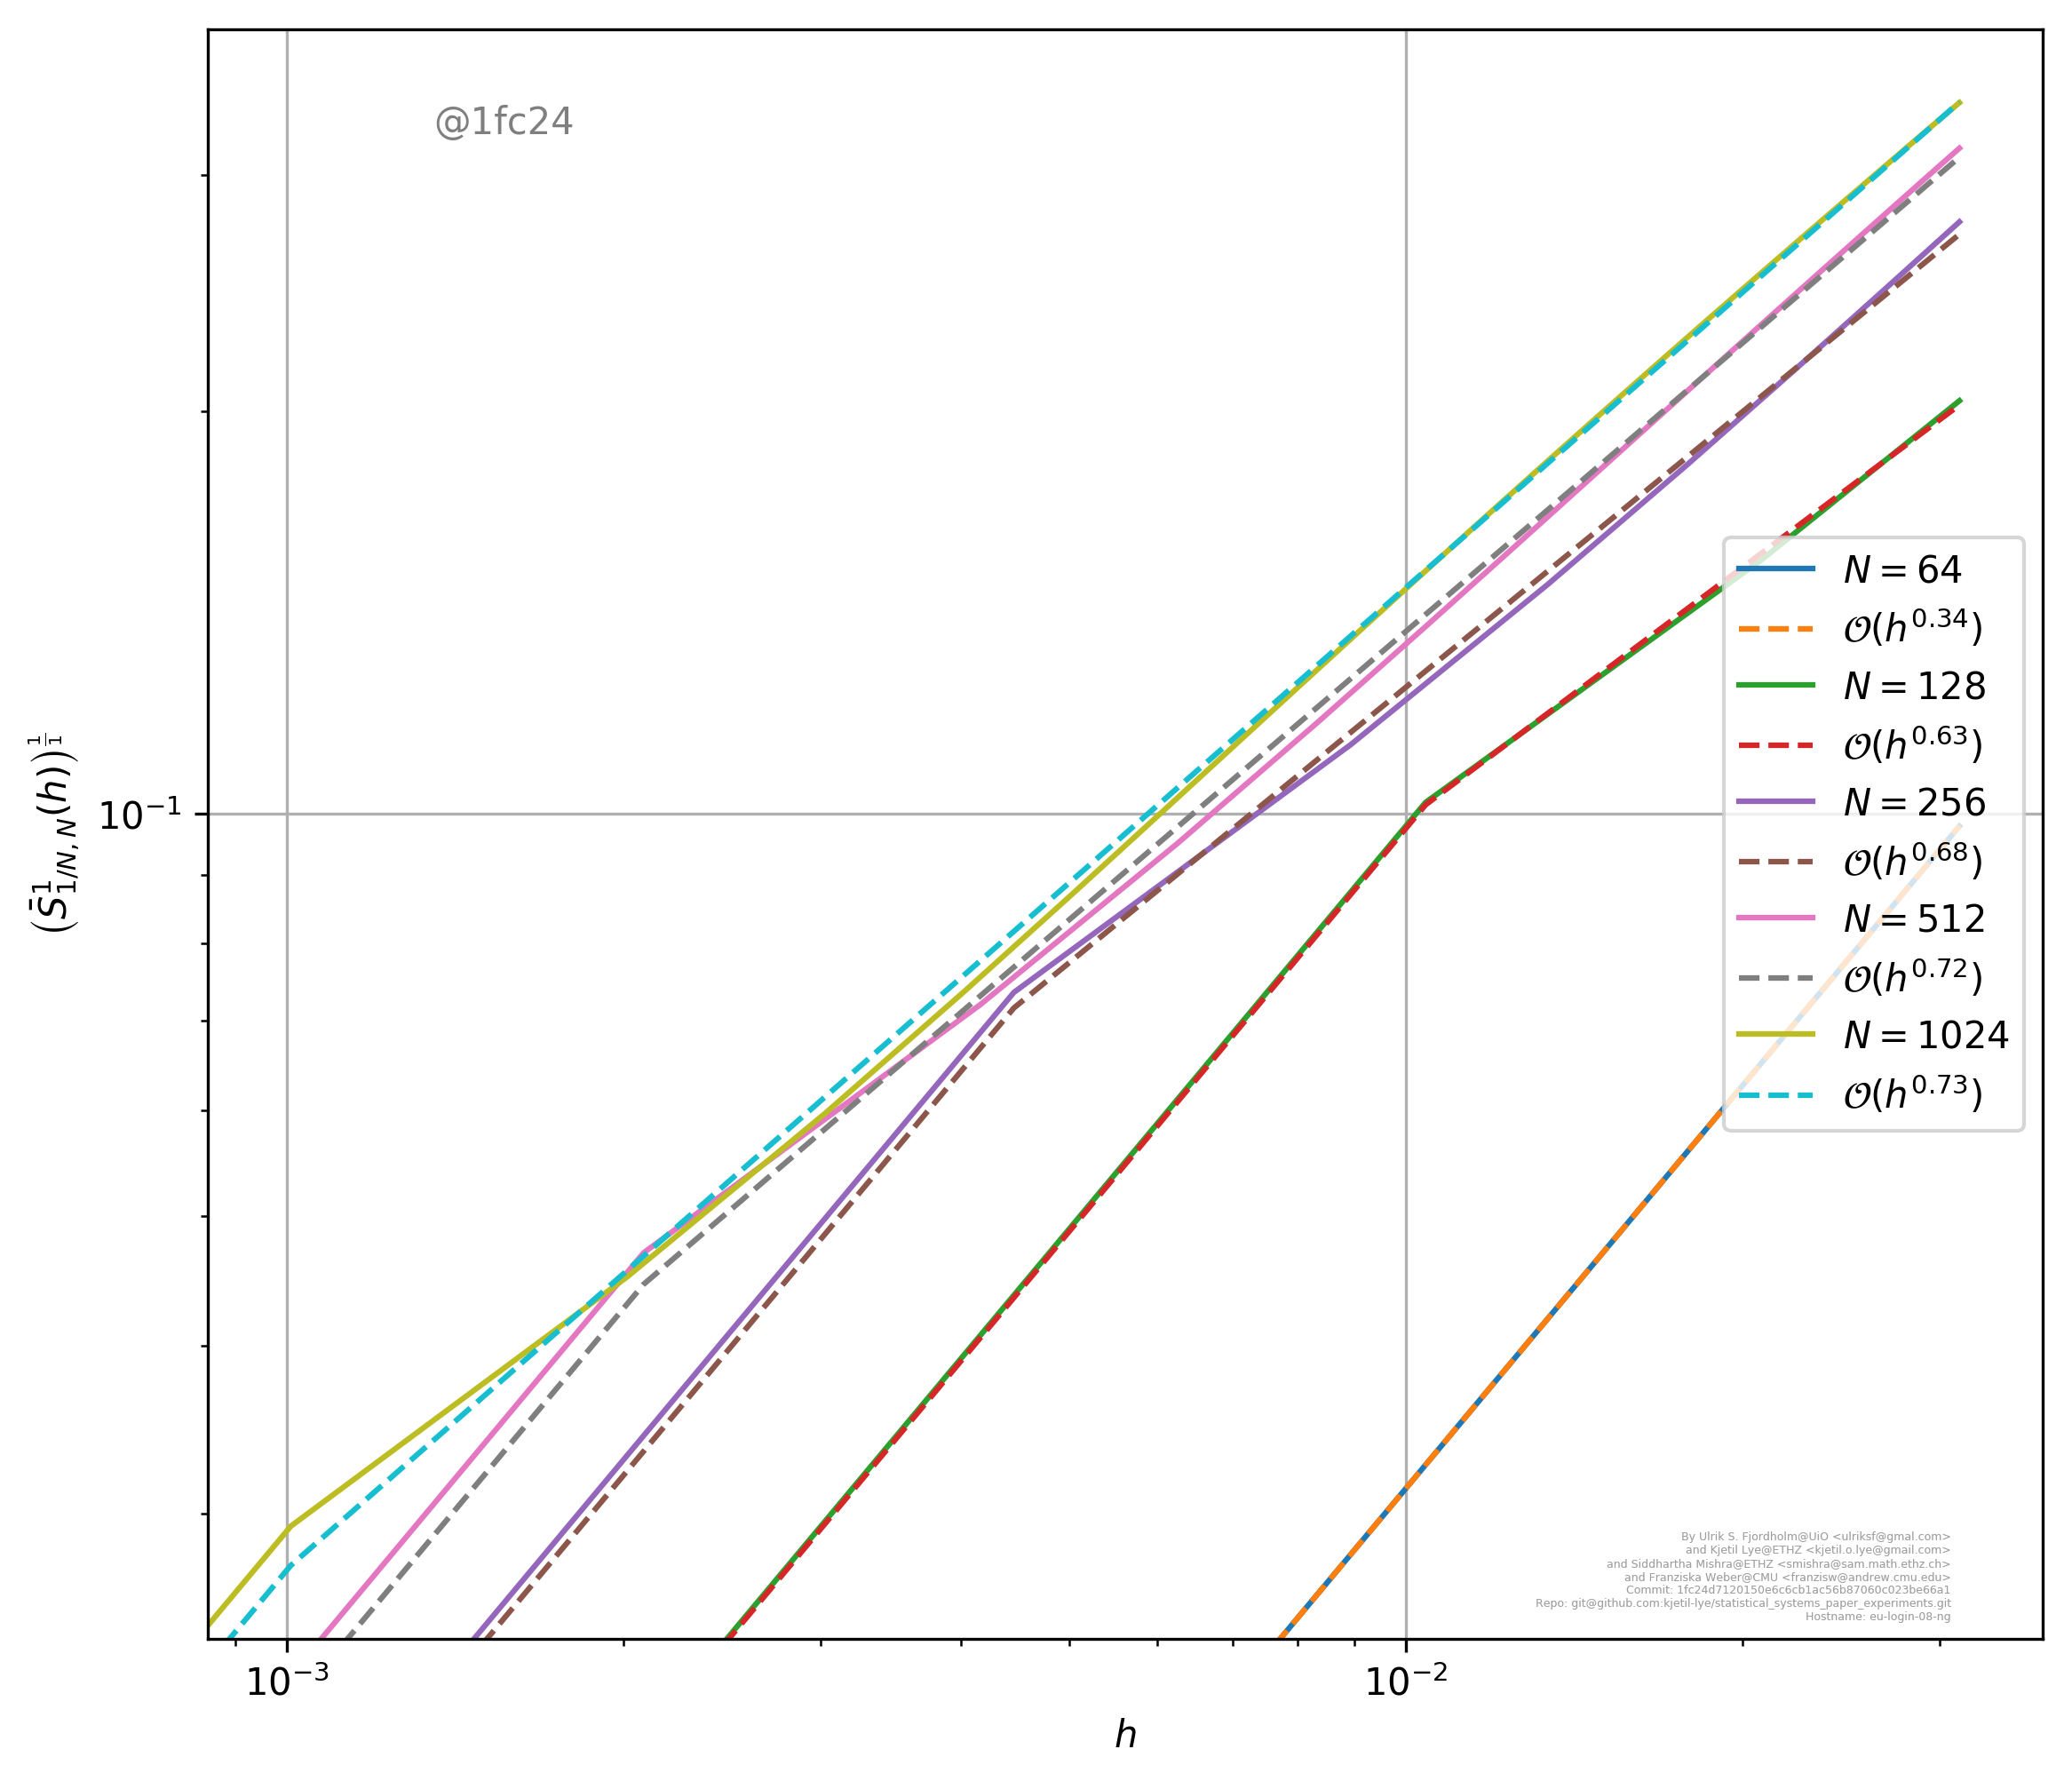 @1fc24
(S̄¹_{1/N, N}(h))^{1/1}
10⁻¹
N = 64
𝒪(h^{0.34})
N = 128
𝒪(h^{0.63})
N = 256
𝒪(h^{0.68})
N = 512
𝒪(h^{0.72})
N = 1024
𝒪(h^{0.73})
By Ulrik S. Fjordholm@UiO <ulriksf@gmal.com>
and Kjetil Lye@ETHZ <kjetil.o.lye@gmail.com>
and Siddhartha Mishra@ETHZ <smishra@sam.math.ethz.ch>
and Franziska Weber@CMU <franzisw@andrew.cmu.edu>
Commit: 1fc24d7120150e6c6cb1ac56b87060c023be66a1
Repo: git@github.com:kjetil-lye/statistical_systems_paper_experiments.git
Hostname: eu-login-08-ng
10⁻³ 10⁻²
h